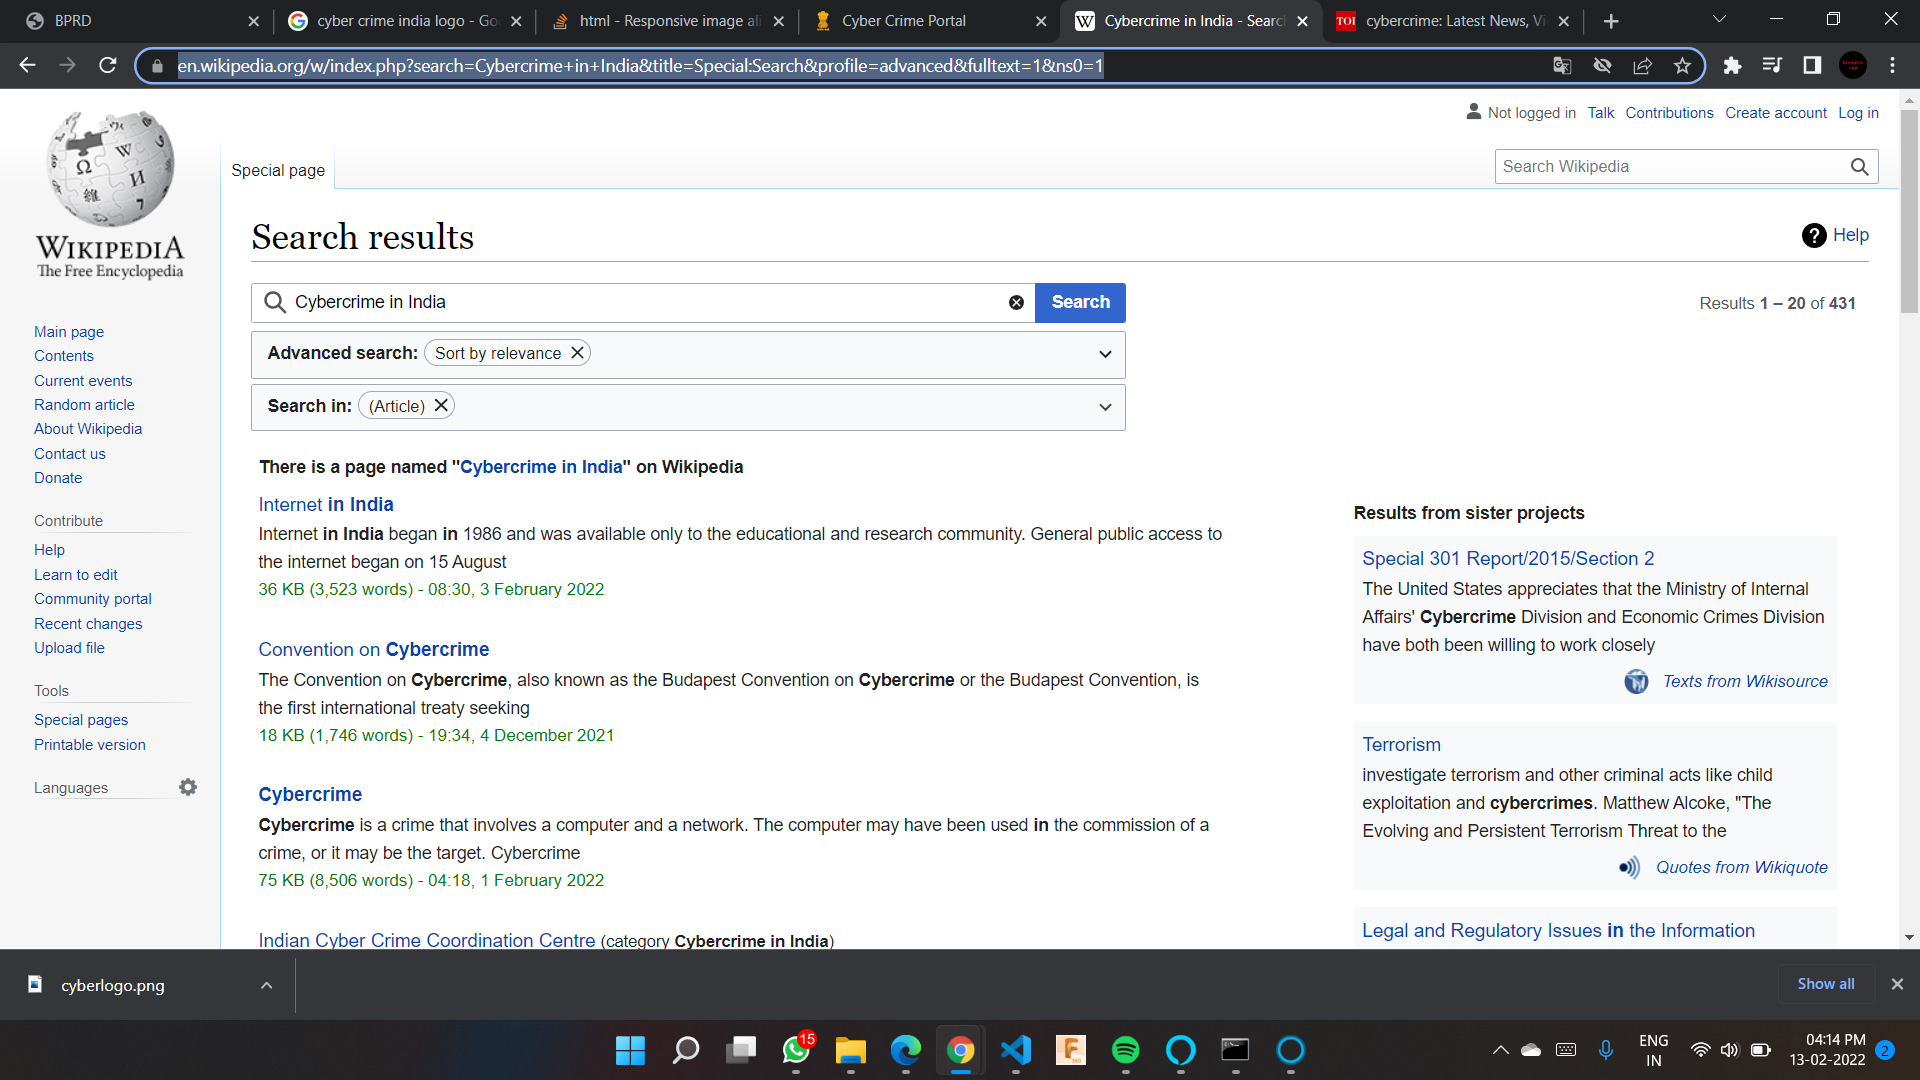 BPRD
cyber crime india logo - Goo
html - Responsive image ali
Cyber Crime Portal
Cybercrime in India - Search
TOI cybercrime: Latest News, Vi
en.wikipedia.org/w/index.php?search=Cybercrime+in+India&title=Special:Search&profile=advanced&fulltext=1&ns0=1
Not logged in Talk Contributions Create account Log in
Special page
Search Wikipedia
WIKIPEDIA
The Free Encyclopedia
Search results
Help
Cybercrime in India
Search
Results 1 – 20 of 431
Advanced search: Sort by relevance
Search in: (Article)
Main page
Contents
Current events
Random article
About Wikipedia
Contact us
Donate
Contribute
Help
Learn to edit
Community portal
Recent changes
Upload file
Tools
Special pages
Printable version
Languages
There is a page named "Cybercrime in India" on Wikipedia
Internet in India
Internet in India began in 1986 and was available only to the educational and research community. General public access to
the internet began on 15 August
36 KB (3,523 words) - 08:30, 3 February 2022
Convention on Cybercrime
The Convention on Cybercrime, also known as the Budapest Convention on Cybercrime or the Budapest Convention, is
the first international treaty seeking
18 KB (1,746 words) - 19:34, 4 December 2021
Cybercrime
Cybercrime is a crime that involves a computer and a network. The computer may have been used in the commission of a
crime, or it may be the target. Cybercrime
75 KB (8,506 words) - 04:18, 1 February 2022
Indian Cyber Crime Coordination Centre (category Cybercrime in India)
Results from sister projects
Special 301 Report/2015/Section 2
The United States appreciates that the Ministry of Internal
Affairs' Cybercrime Division and Economic Crimes Division
have both been willing to work closely
Texts from Wikisource
Terrorism
investigate terrorism and other criminal acts like child
exploitation and cybercrimes. Matthew Alcoke, "The
Evolving and Persistent Terrorism Threat to the
Quotes from Wikiquote
Legal and Regulatory Issues in the Information
cyberlogo.png
Show all
15
ENG
IN
04:14 PM
13-02-2022
2